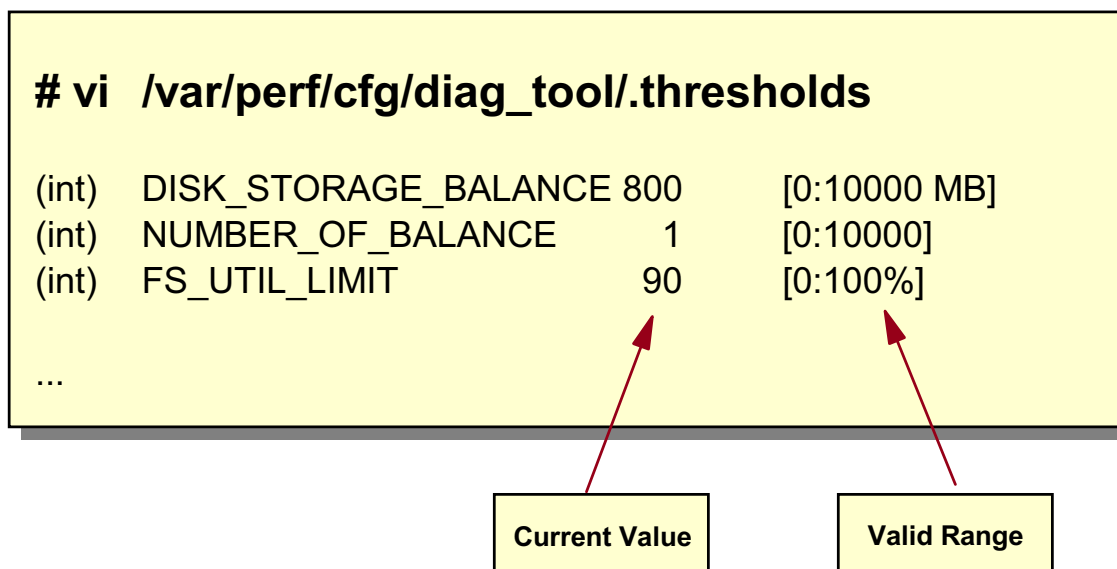 # vi /var/perf/cfg/diag_tool/.thresholds
(int) DISK_STORAGE_BALANCE 800 [0:10000 MB]
(int) NUMBER_OF_BALANCE 1 [0:10000]
(int) FS_UTIL_LIMIT 90 [0:100%]
...
Current Value
Valid Range